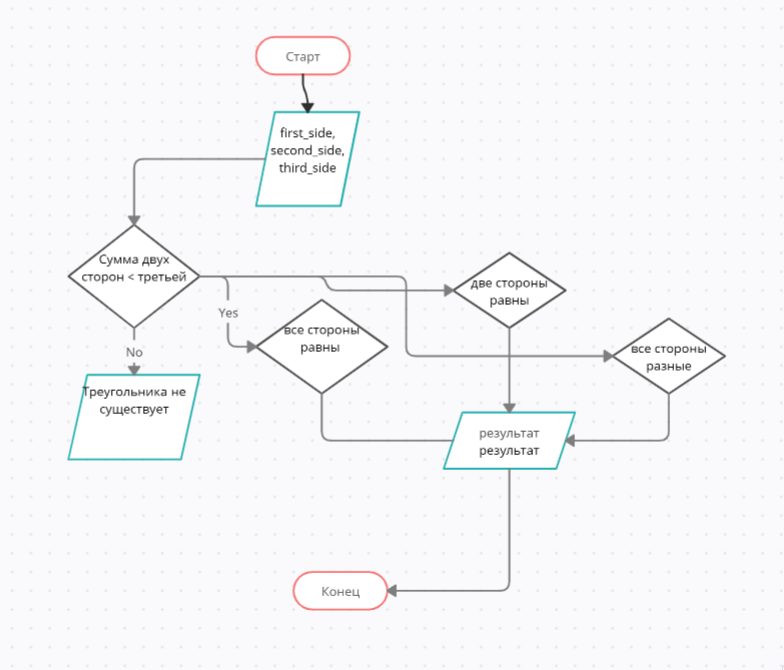 Старт
first_side,
second_side,
third_side
Сумма двух
сторон < третьей
Yes
No
все стороны
равны
две стороны
равны
все стороны
разные
Треугольника не
существует
результат
результат
Конец